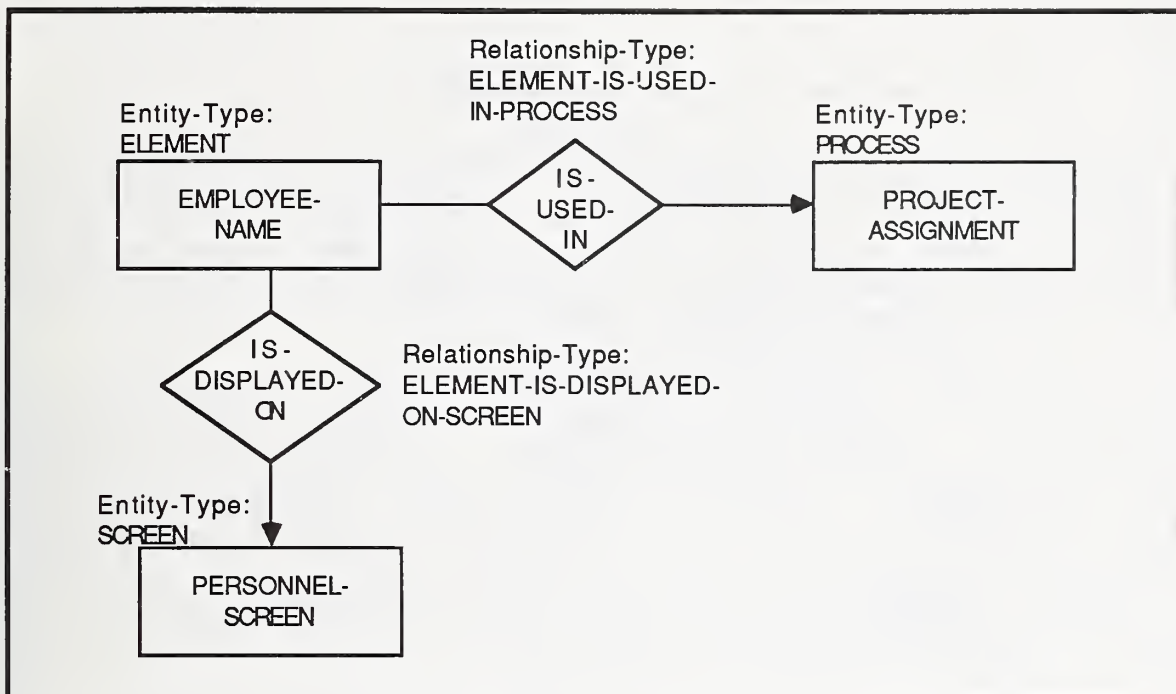 Relationship-Type:
ELEMENT-IS-USED-
IN-PROCESS
Entity-Type:
ELEMENT
Entity-Type:
PROCESS
EMPLOYEE-
NAME
IS-
USED-
IN
PROJECT-
ASSIGNMENT
IS-
DISPLAYED-
ON
Relationship-Type:
ELEMENT-IS-DISPLAYED-
ON-SCREEN
Entity-Type:
SCREEN
PERSONNEL-
SCREEN